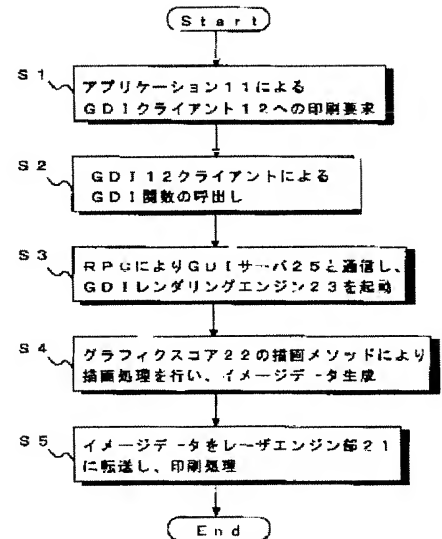 Start
S1
アプリケーション11による
GDIクライアント12への印刷要求
S2
GDI12クライアントによる
GDI関数の呼出し
S3
RPCによりGDIサーバ25と通信し、
GDIレンダリングエンジン23を起動
S4
グラフィクスコア22の描画メソッドにより
描画処理を行い、イメージデータ生成
S5
イメージデータをレーザエンジン部21
に転送し、印刷処理
End